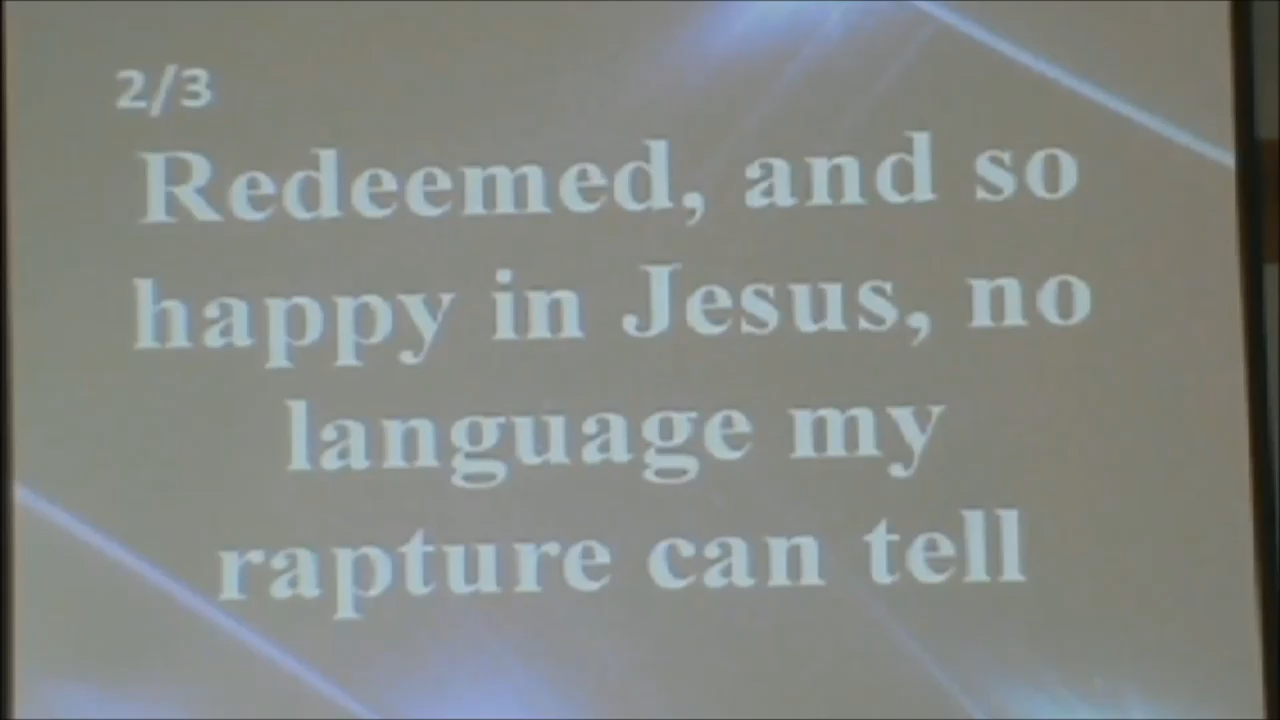 2/3
Redeemed, and so
happy in Jesus, no
language my
rapture can tell